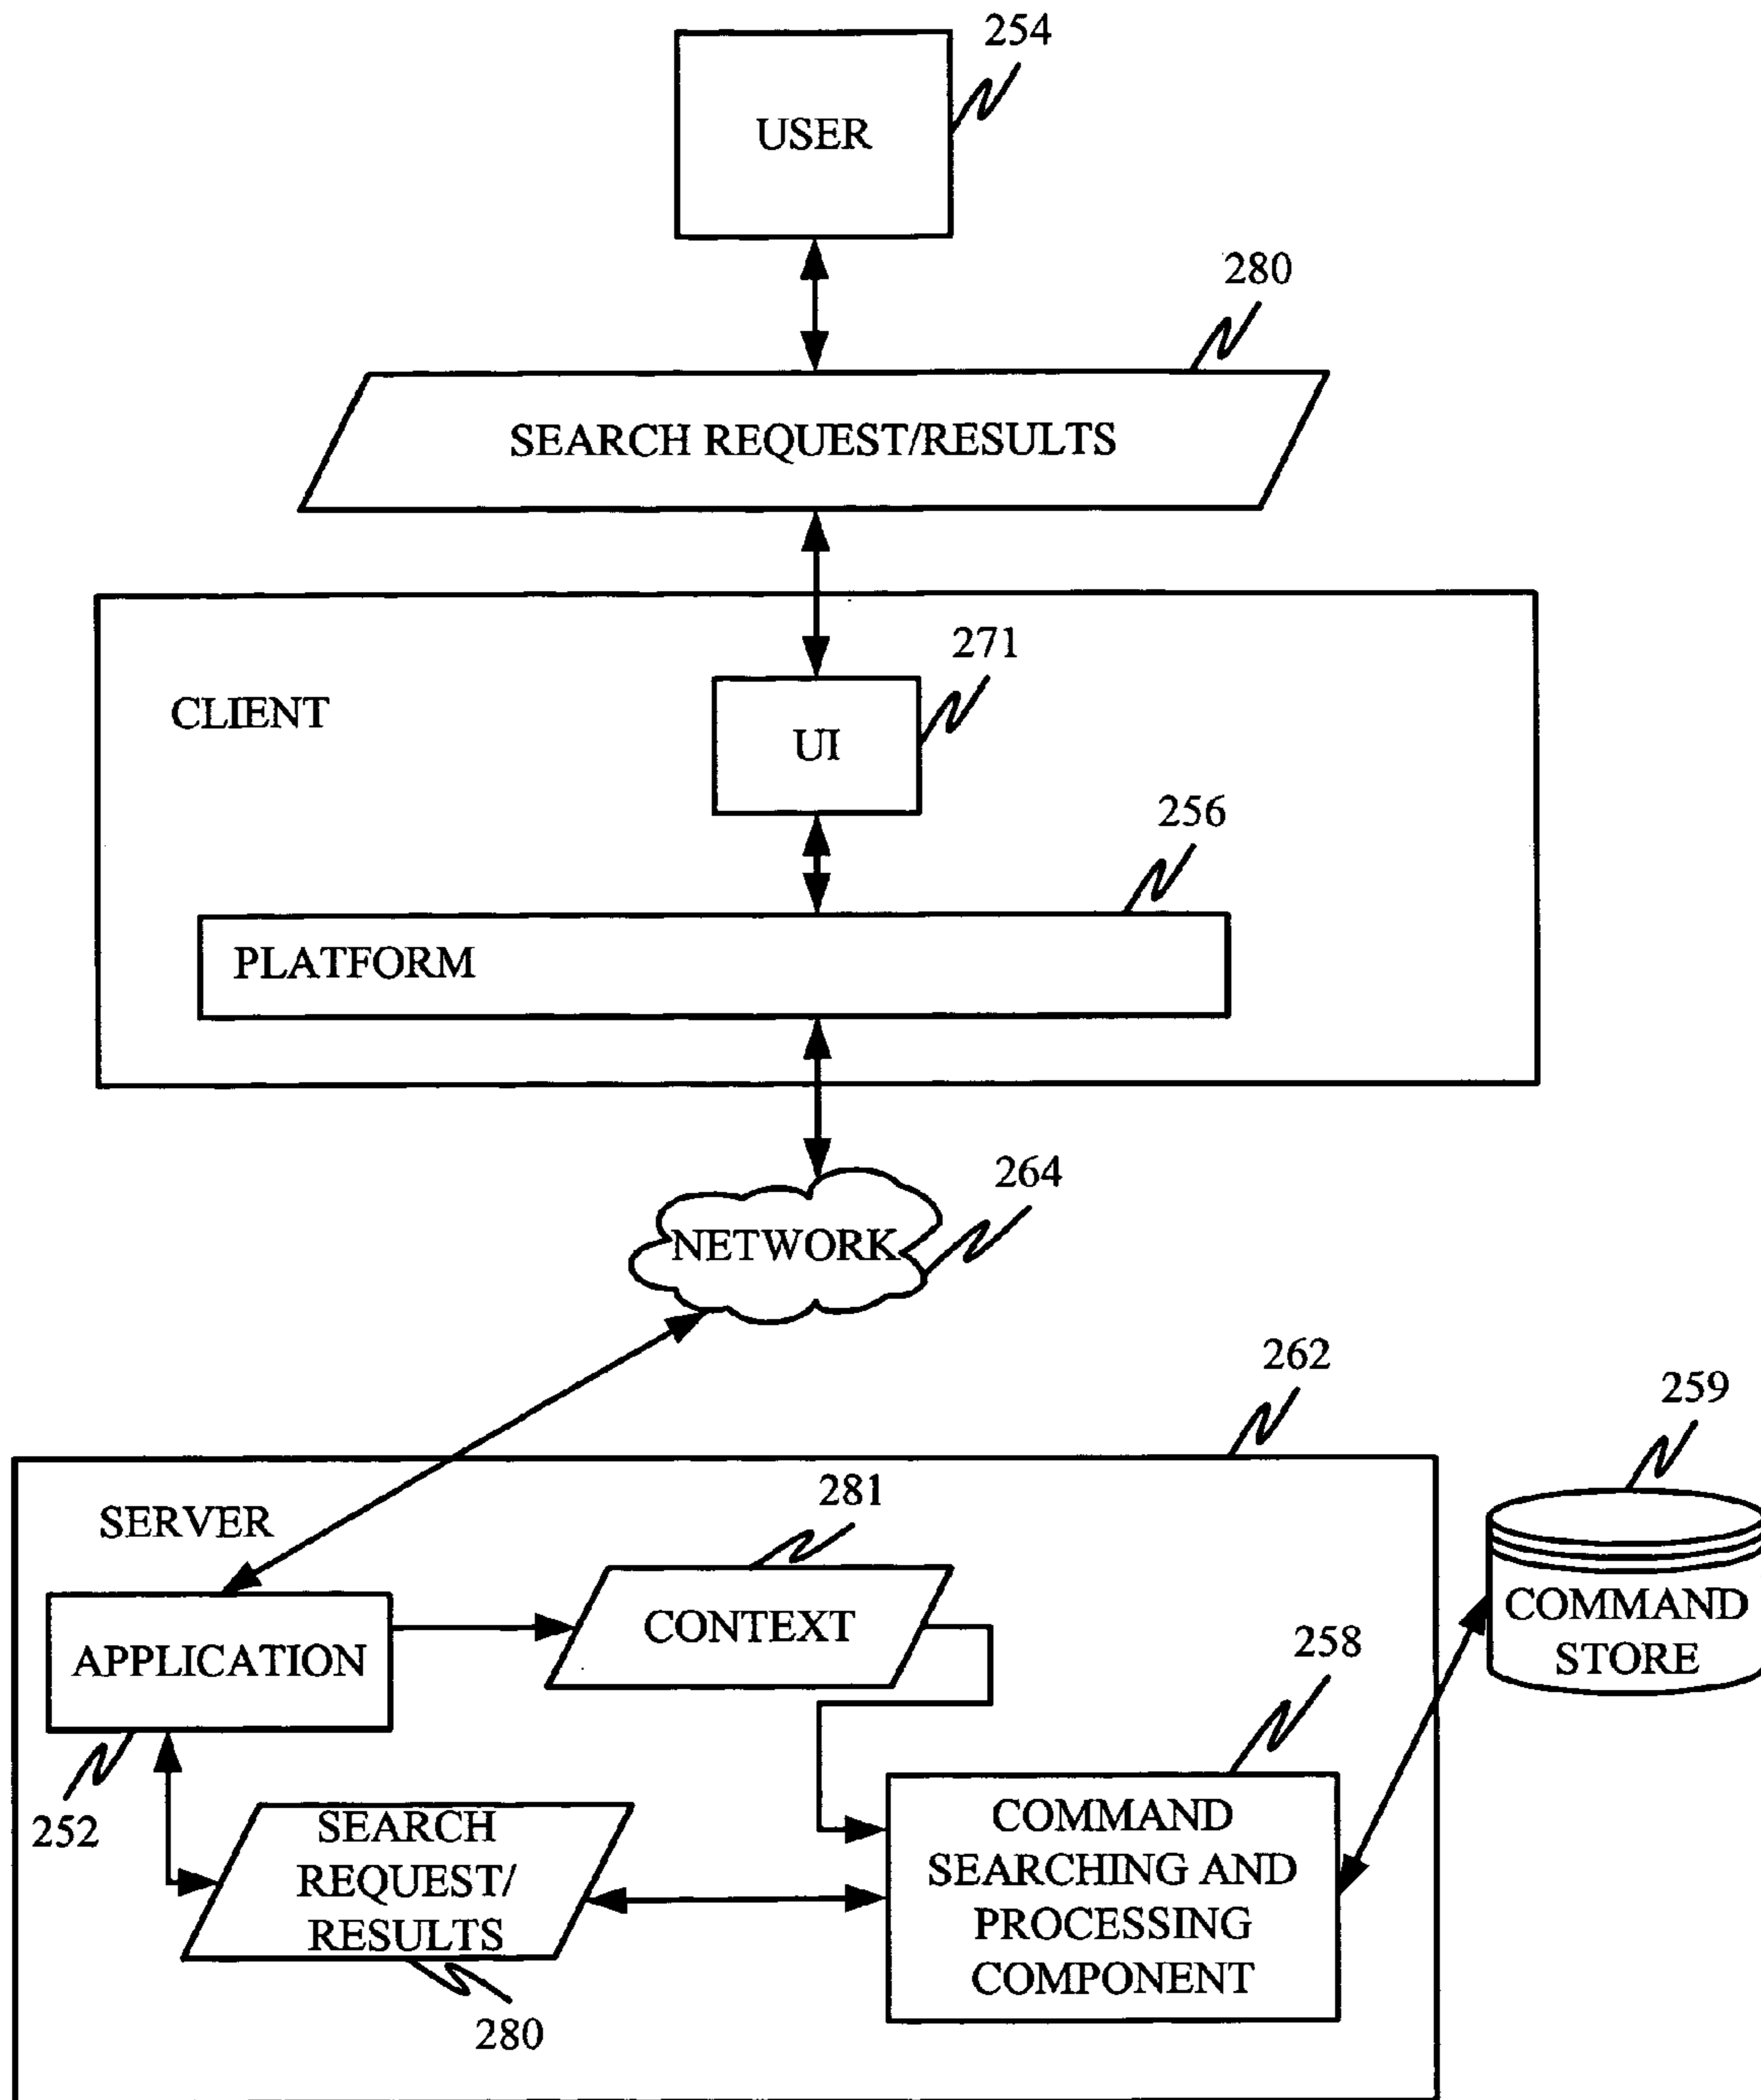 254
USER
280
SEARCH REQUEST/RESULTS
271
CLIENT
UI
256
PLATFORM
264
NETWORK
262
259
281
SERVER
COMMAND
STORE
CONTEXT
APPLICATION
258
252
SEARCH
REQUEST/
RESULTS
COMMAND
SEARCHING AND
PROCESSING
COMPONENT
280